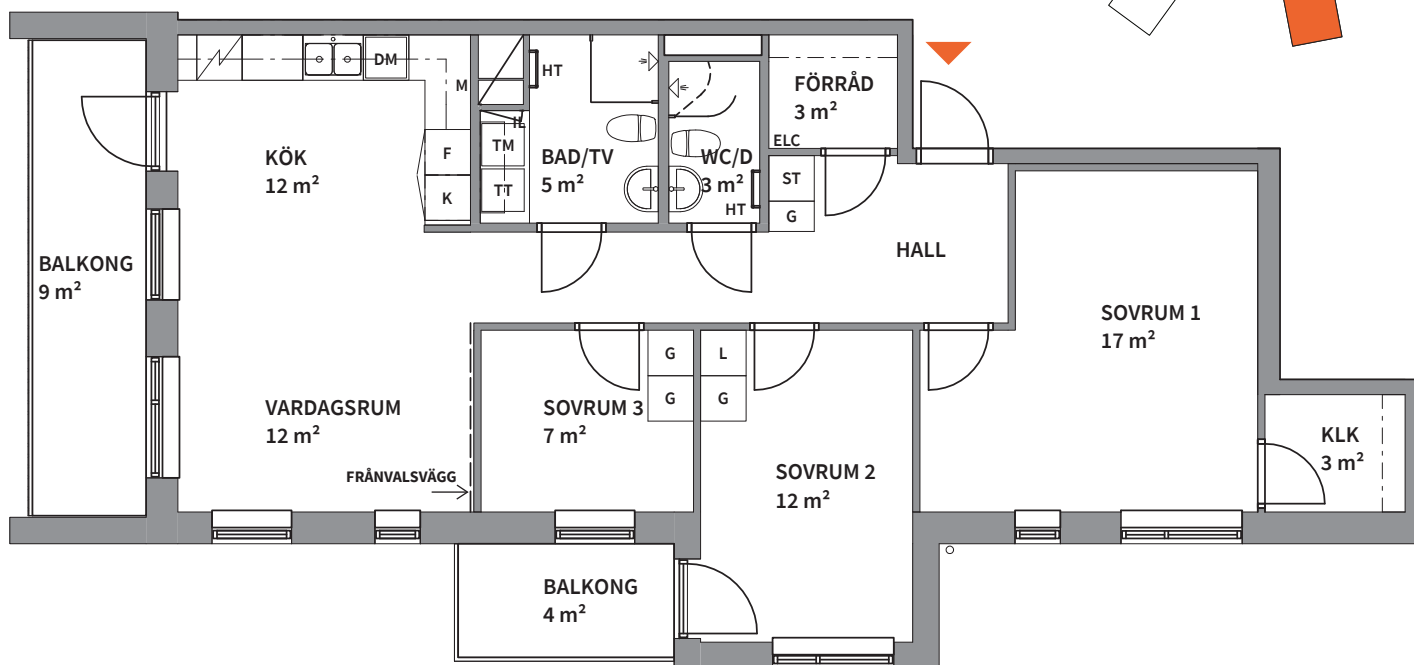 DM
M
F
K
KÖK
12 m²
HT
TM
TT
BAD/TV
5 m²
WC/D
3 m²
HT
FÖRRÅD
3 m²
ELC
ST
G
HALL
BALKONG
9 m²
SOVRUM 1
17 m²
VARDAGSRUM
12 m²
FRÅNVALSVÄGG
SOVRUM 3
7 m²
G
G
L
G
SOVRUM 2
12 m²
KLK
3 m²
BALKONG
4 m²